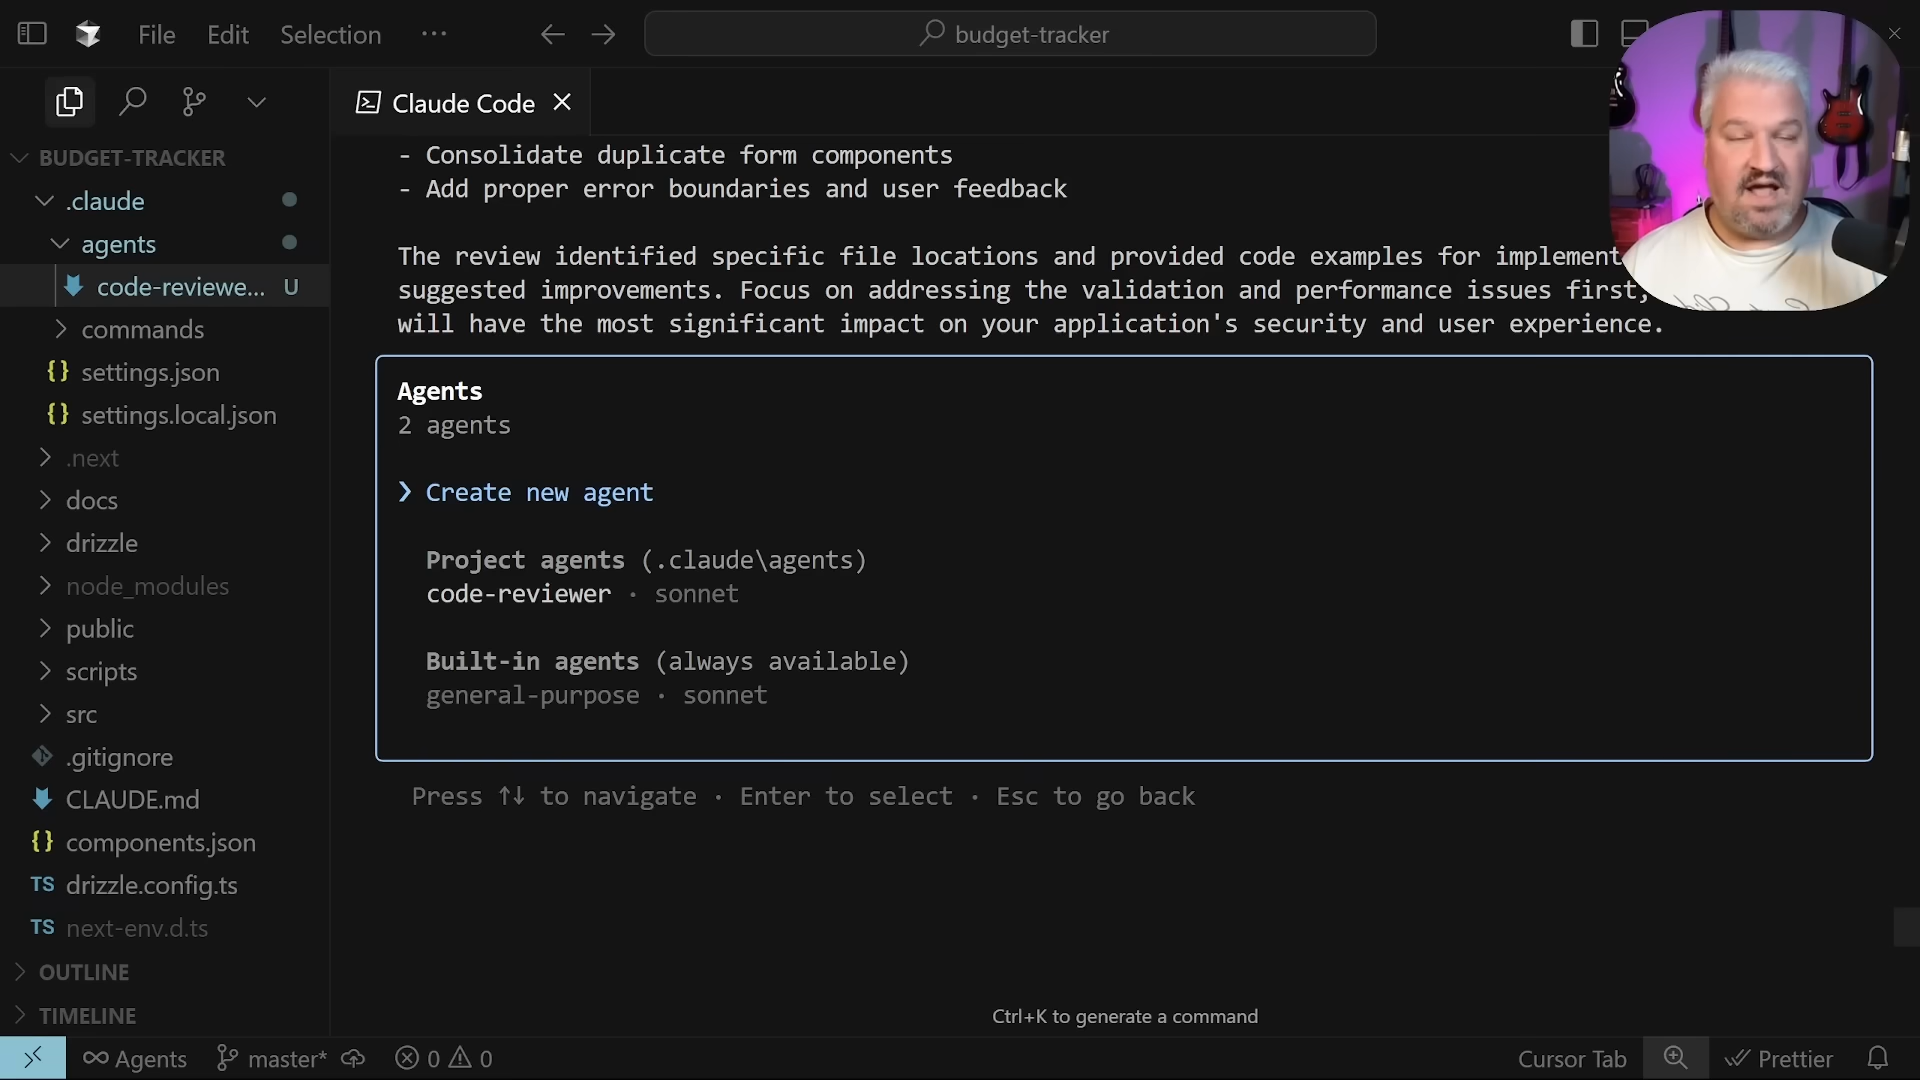 File Edit Selection ···
budget-tracker
BUDGET-TRACKER
.claude
agents
code-reviewe... U
commands
{} settings.json
{} settings.local.json
.next
docs
drizzle
node_modules
public
scripts
src
.gitignore
CLAUDE.md
{} components.json
TS drizzle.config.ts
TS next-env.d.ts
OUTLINE
TIMELINE
Claude Code
- Consolidate duplicate form components
- Add proper error boundaries and user feedback
The review identified specific file locations and provided code examples for implement
suggested improvements. Focus on addressing the validation and performance issues first,
will have the most significant impact on your application's security and user experience.
Agents
2 agents
❯ Create new agent
Project agents (.claude\agents)
code-reviewer · sonnet
Built-in agents (always available)
general-purpose · sonnet
Press ↑↓ to navigate · Enter to select · Esc to go back
Ctrl+K to generate a command
Agents master* 0 0 Cursor Tab Prettier